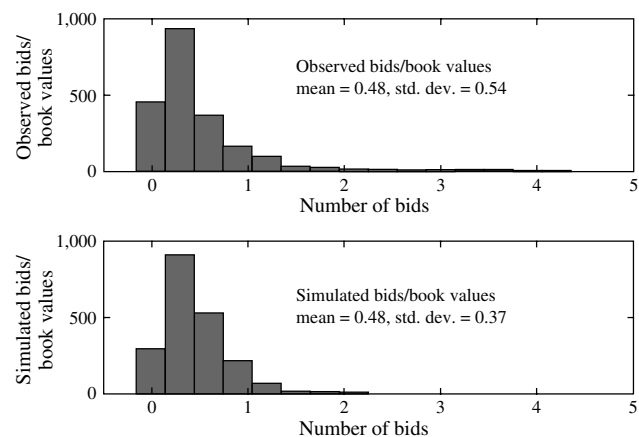 1,000
500
0
Observed bids/
book values
Observed bids/book values
mean = 0.48, std. dev. = 0.54
0 1 2 3 4 5
Number of bids
1,000
500
0
Simulated bids/
book values
Simulated bids/book values
mean = 0.48, std. dev. = 0.37
0 1 2 3 4 5
Number of bids